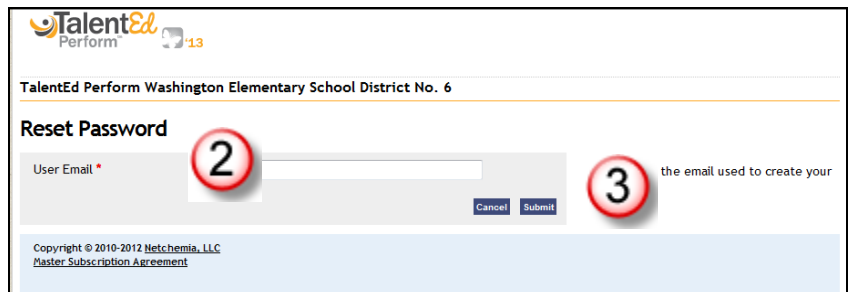 TalentEd
Perform™ '13
TalentEd Perform Washington Elementary School District No. 6
Reset Password
User Email *
2
3
the email used to create your
Cancel Submit
Copyright © 2010-2012 Netchemia, LLC
Master Subscription Agreement